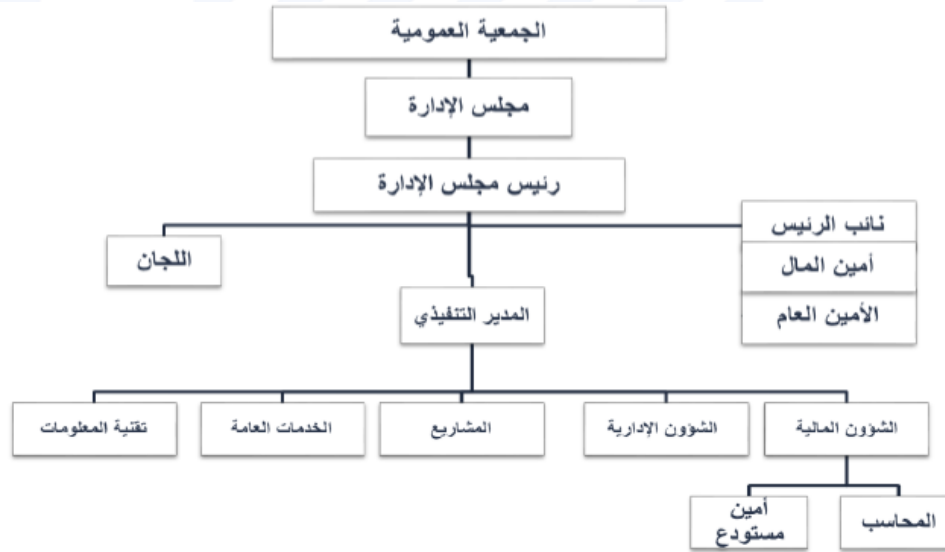 الجمعية العمومية
مجلس الإدارة
رئيس مجلس الإدارة
نائب الرئيس
أمين المال
الأمين العام
اللجان
المدير التنفيذي
الشؤون المالية
الشؤون الإدارية
المشاريع
الخدمات العامة
تقنية المعلومات
المحاسب
أمين
مستودع